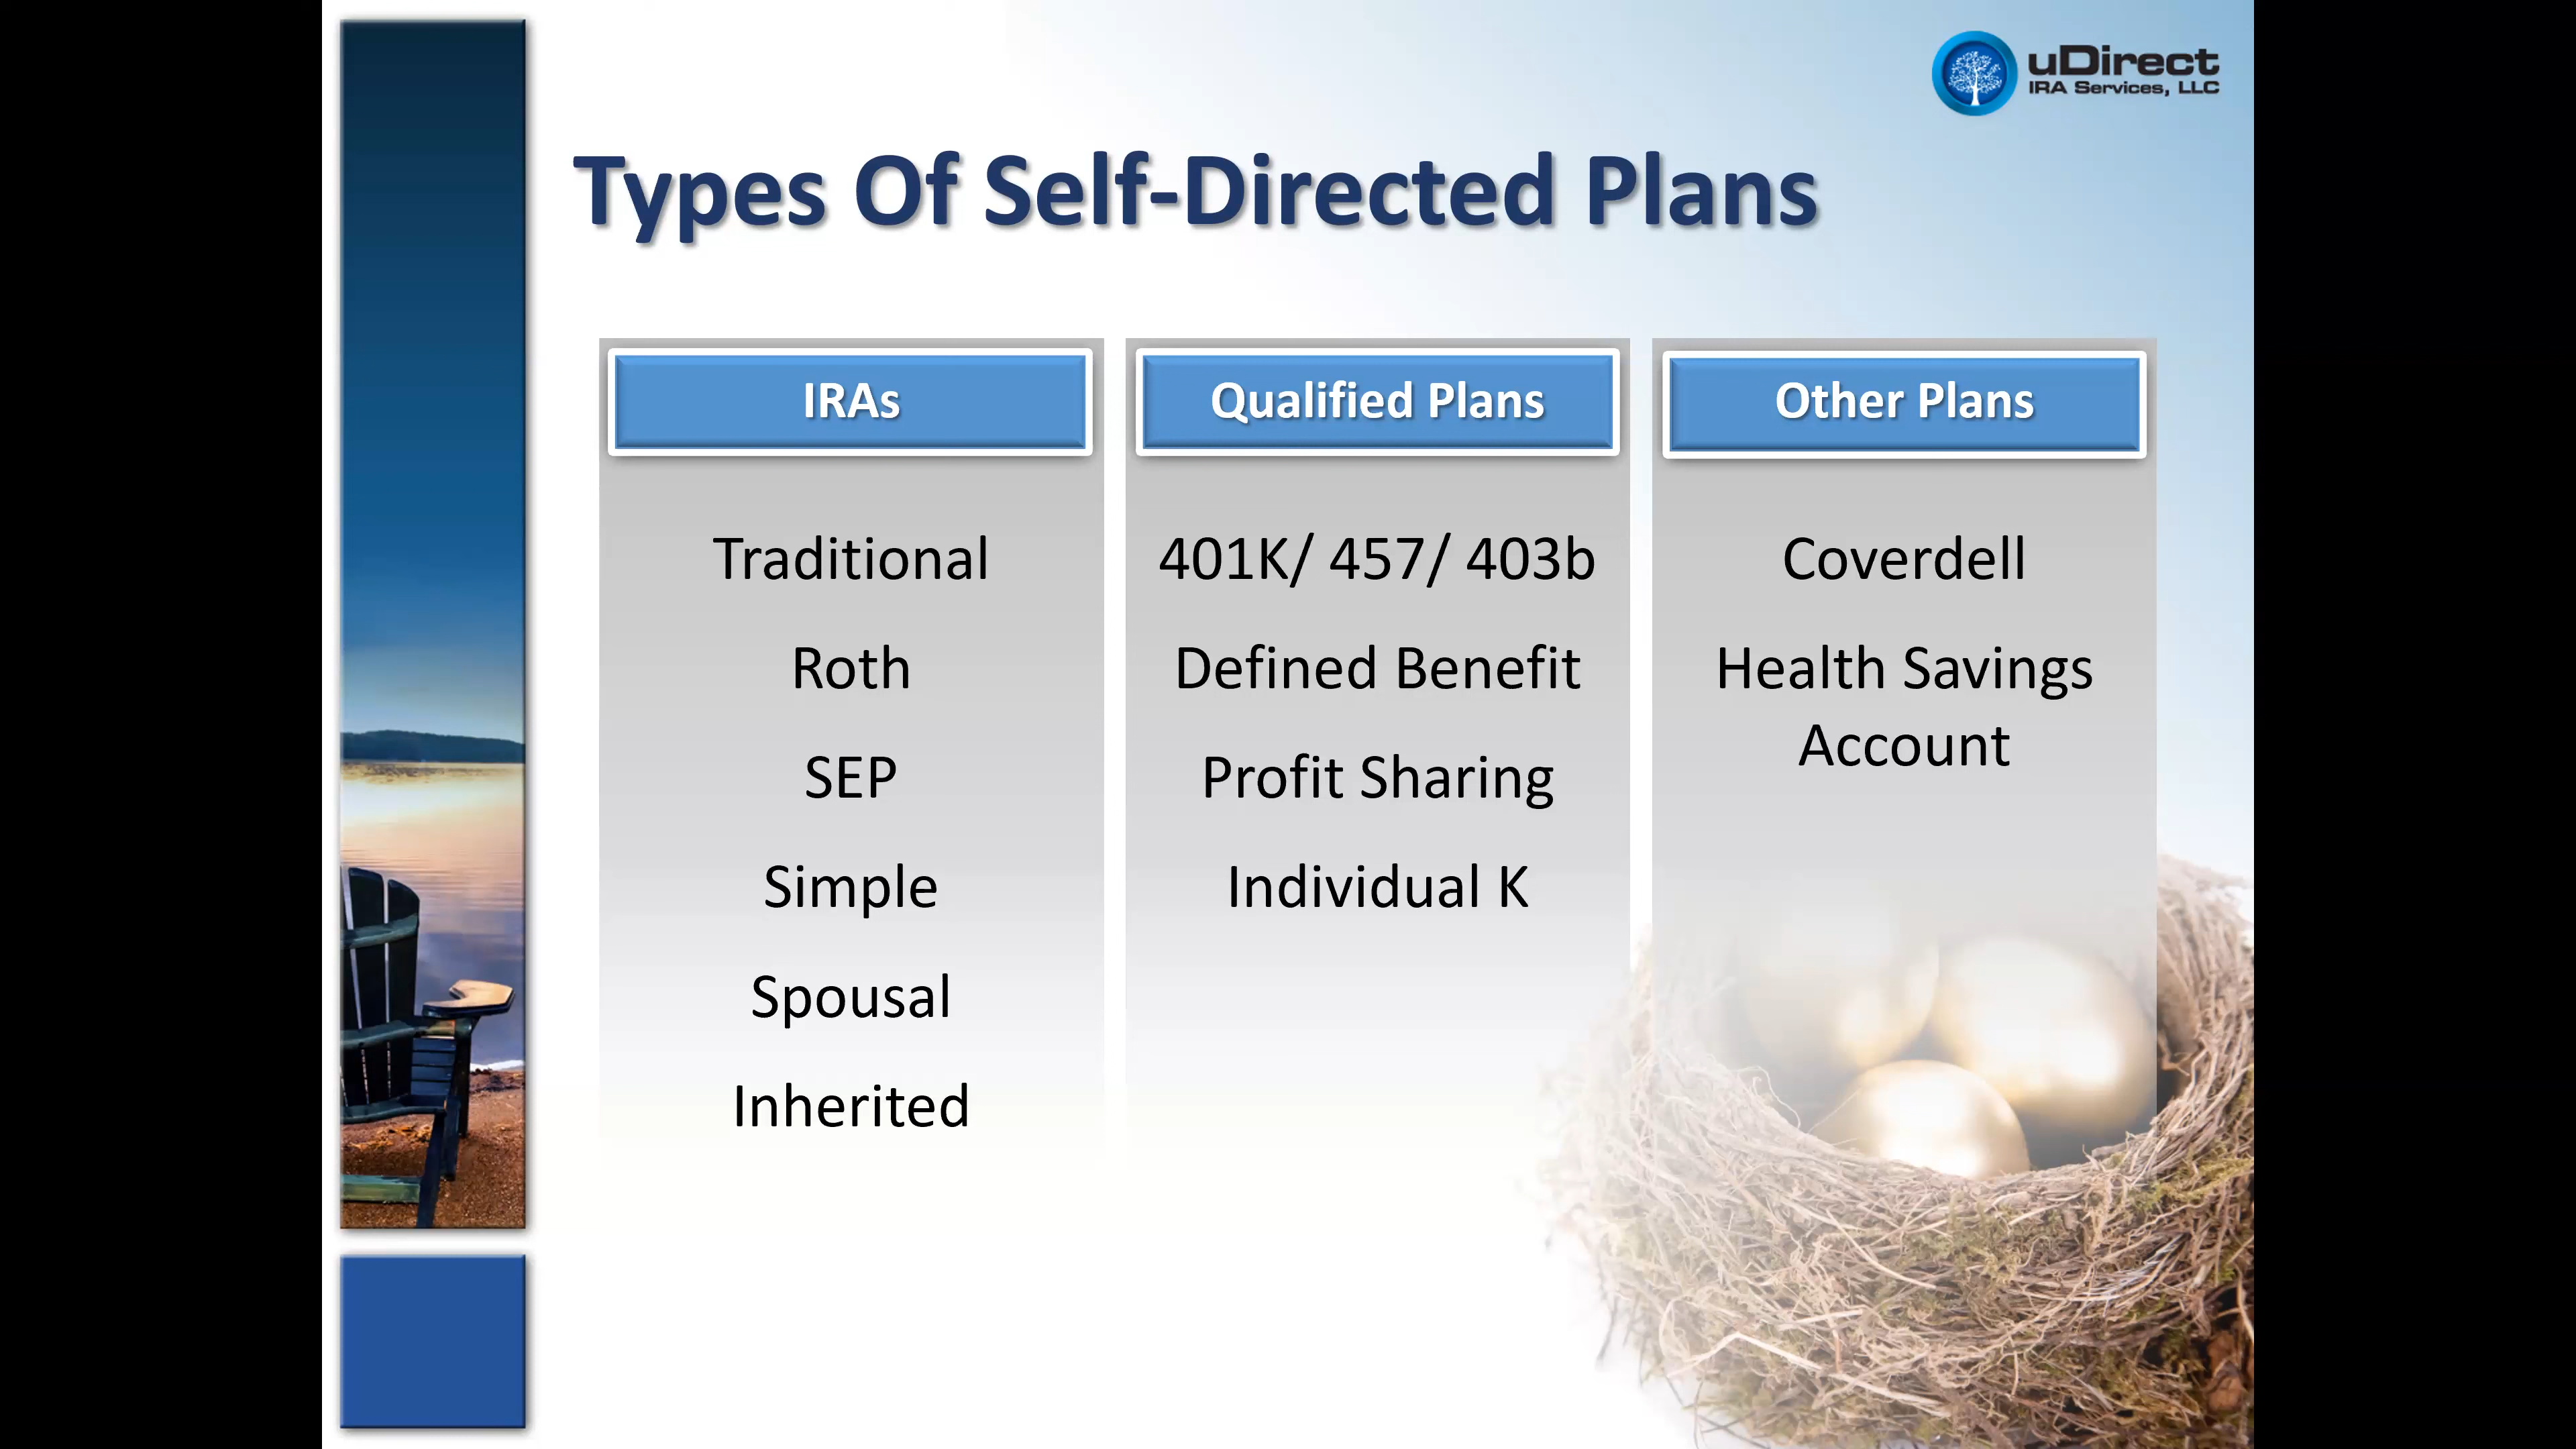 uDirect
IRA Services, LLC
Types Of Self-Directed Plans
IRAs
Traditional
Roth
SEP
Simple
Spousal
Inherited
Qualified Plans
401K/ 457/ 403b
Defined Benefit
Profit Sharing
Individual K
Other Plans
Coverdell
Health Savings
Account